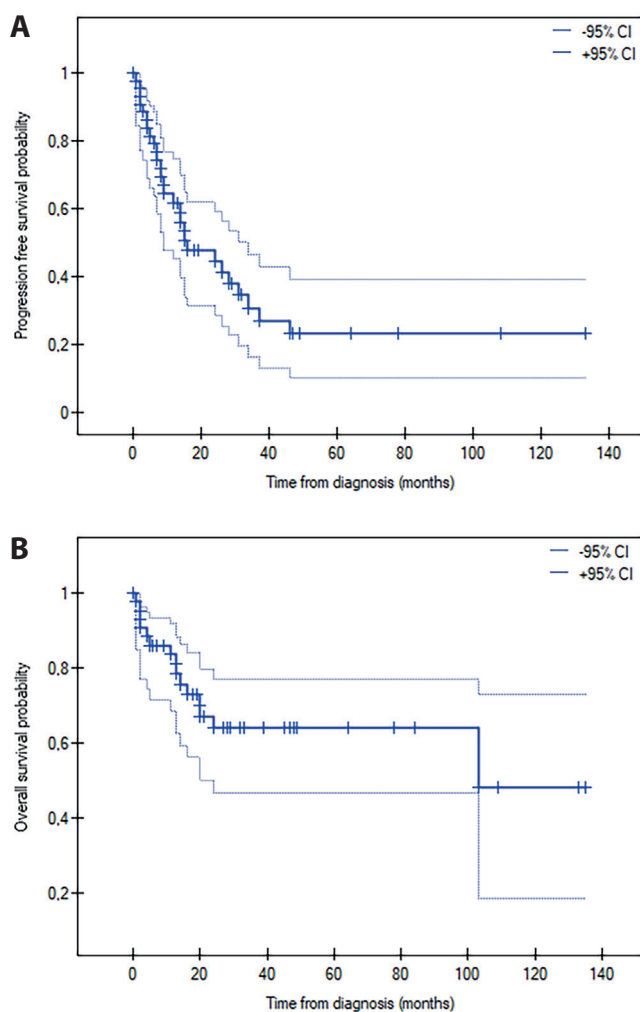 A
-95% CI
+95% CI
Progression free survival probability
1
0,8
0,6
0,4
0,2
0
0 20 40 60 80 100 120 140
Time from diagnosis (months)
B
-95% CI
+95% CI
Overall survival probability
1
0,8
0,6
0,4
0,2
0 20 40 60 80 100 120 140
Time from diagnosis (months)